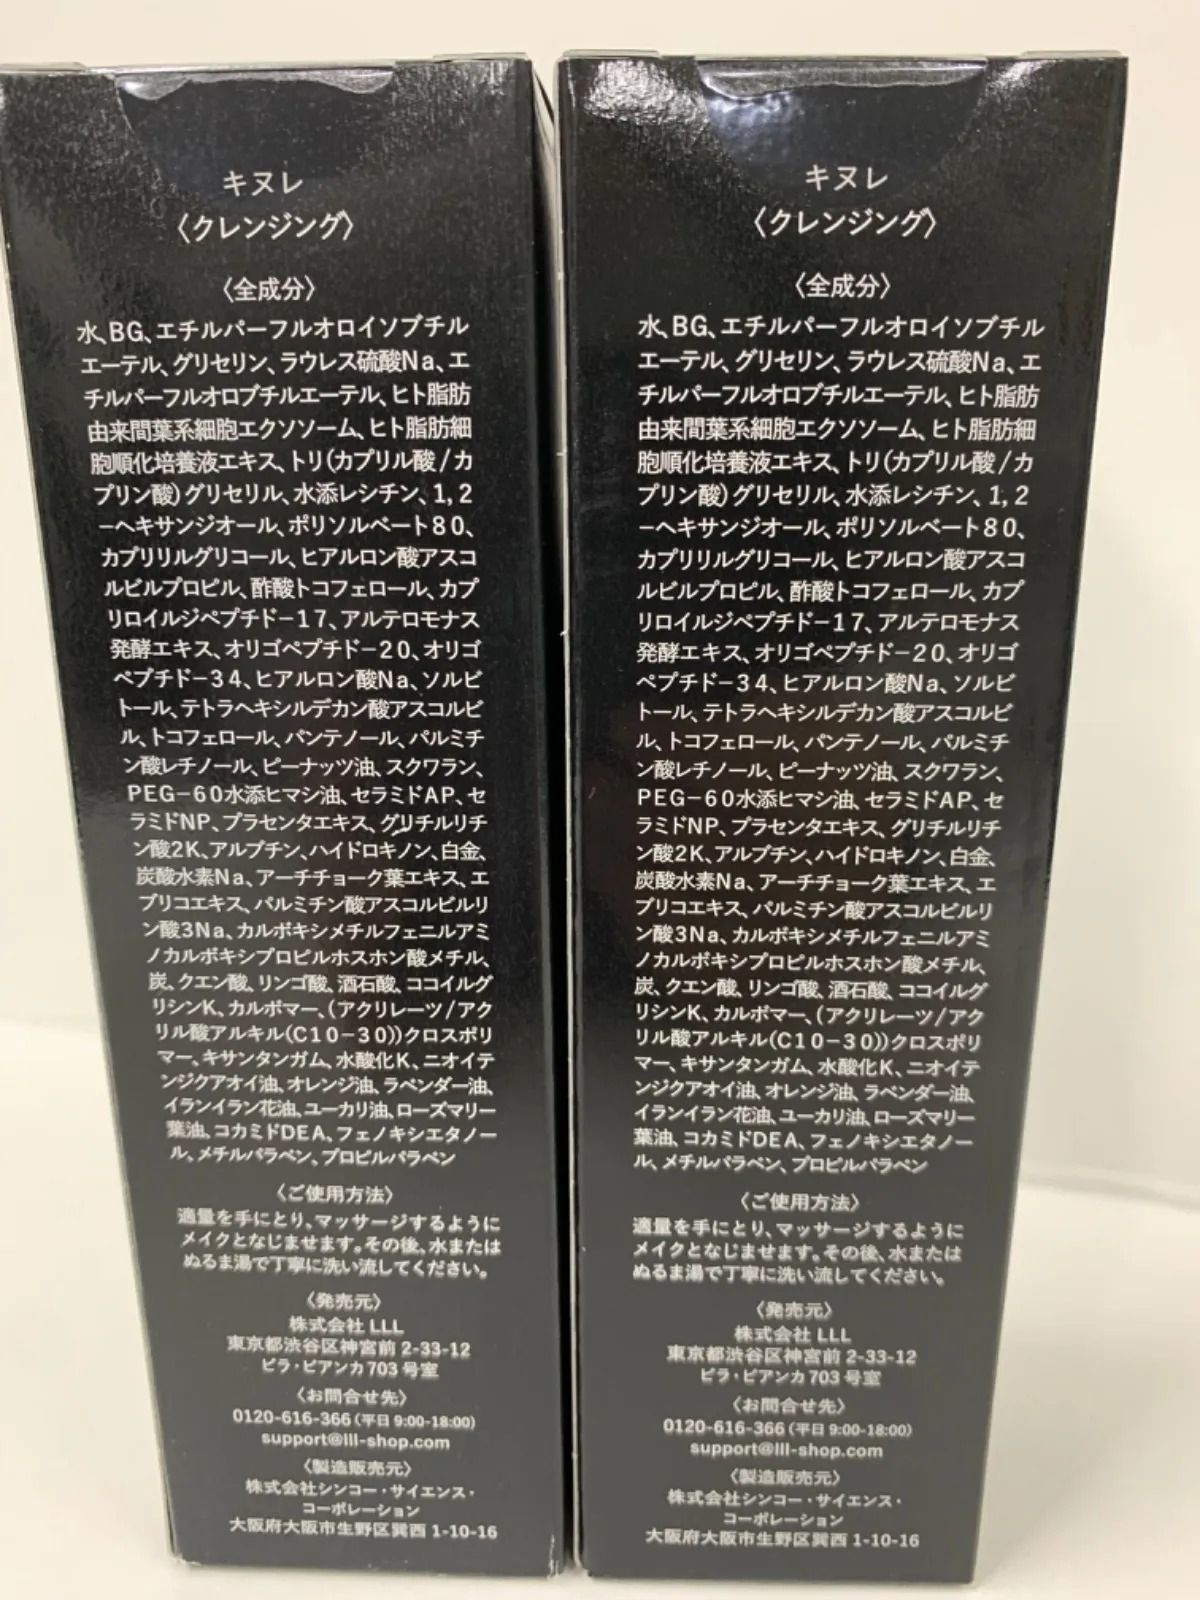 キヌレ
〈クレンジング〉
〈全成分〉
水、BG、エチルパーフルオロイソブチル
エーテル、グリセリン、ラウレス硫酸Na、エ
チルパーフルオロブチルエーテル、ヒト脂肪
由来間葉系細胞エクソソーム、ヒト脂肪細
胞順化培養液エキス、トリ(カプリル酸/カ
プリン酸)グリセリル、水添レシチン、1,2
-ヘキサンジオール、ポリソルベート80、
カプリリルグリコール、ヒアルロン酸アスコ
ルビルプロピル、酢酸トコフェロール、カプ
リロイルジペプチド-17、アルテロモナス
発酵エキス、オリゴペプチド-20、オリゴ
ペプチド-34、ヒアルロン酸Na、ソルビ
トール、テトラヘキシルデカン酸アスコルビ
ル、トコフェロール、パンテノール、パルミチ
ン酸レチノール、ピーナッツ油、スクワラン、
PEG-60水添ヒマシ油、セラミドAP、セ
ラミドNP、プラセンタエキス、グリチルリチ
ン酸2K、アルブチン、ハイドロキノン、白金、
炭酸水素Na、アーチチョーク葉エキス、エ
ブリコエキス、パルミチン酸アスコルビルリ
ン酸3Na、カルボキシメチルフェニルアミ
ノカルボキシプロピルホスホン酸メチル、
炭、クエン酸、リンゴ酸、酒石酸、ココイルグ
リシンK、カルボマー、(アクリレーツ/アク
リル酸アルキル(C10-30))クロスポリ
マー、キサンタンガム、水酸化K、ニオイテ
ンジクアオイ油、オレンジ油、ラベンダー油、
イランイラン花油、ユーカリ油、ローズマリー
葉油、コカミドDEA、フェノキシエタノー
ル、メチルパラベン、プロピルパラベン
〈ご使用方法〉
適量を手にとり、マッサージするように
メイクとなじませます。その後、水または
ぬるま湯で丁寧に洗い流してください。
〈発売元〉
株式会社 LLL
東京都渋谷区神宮前 2-33-12
ビラ・ビアンカ703号室
〈お問合せ先〉
0120-616-366（平日 9:00-18:00）
support@lll-shop.com
〈製造販売元〉
株式会社シンコー・サイエンス・
コーポレーション
大阪府大阪市生野区巽西 1-10-16
キヌレ
〈クレンジング〉
〈全成分〉
水、BG、エチルパーフルオロイソブチル
エーテル、グリセリン、ラウレス硫酸Na、エ
チルパーフルオロブチルエーテル、ヒト脂肪
由来間葉系細胞エクソソーム、ヒト脂肪細
胞順化培養液エキス、トリ(カプリル酸/カ
プリン酸)グリセリル、水添レシチン、1,2
-ヘキサンジオール、ポリソルベート80、
カプリリルグリコール、ヒアルロン酸アスコ
ルビルプロピル、酢酸トコフェロール、カプ
リロイルジペプチド-17、アルテロモナス
発酵エキス、オリゴペプチド-20、オリゴ
ペプチド-34、ヒアルロン酸Na、ソルビ
トール、テトラヘキシルデカン酸アスコルビ
ル、トコフェロール、パンテノール、パルミチ
ン酸レチノール、ピーナッツ油、スクワラン、
PEG-60水添ヒマシ油、セラミドAP、セ
ラミドNP、プラセンタエキス、グリチルリチ
ン酸2K、アルブチン、ハイドロキノン、白金、
炭酸水素Na、アーチチョーク葉エキス、エ
ブリコエキス、パルミチン酸アスコルビルリ
ン酸3Na、カルボキシメチルフェニルアミ
ノカルボキシプロピルホスホン酸メチル、
炭、クエン酸、リンゴ酸、酒石酸、ココイルグ
リシンK、カルボマー、(アクリレーツ/アク
リル酸アルキル(C10-30))クロスポリ
マー、キサンタンガム、水酸化K、ニオイテ
ンジクアオイ油、オレンジ油、ラベンダー油、
イランイラン花油、ユーカリ油、ローズマリー
葉油、コカミドDEA、フェノキシエタノー
ル、メチルパラベン、プロピルパラベン
〈ご使用方法〉
適量を手にとり、マッサージするように
メイクとなじませます。その後、水または
ぬるま湯で丁寧に洗い流してください。
〈発売元〉
株式会社 LLL
東京都渋谷区神宮前 2-33-12
ビラ・ビアンカ703号室
〈お問合せ先〉
0120-616-366（平日 9:00-18:00）
support@lll-shop.com
〈製造販売元〉
株式会社シンコー・サイエンス・
コーポレーション
大阪府大阪市生野区巽西 1-10-16